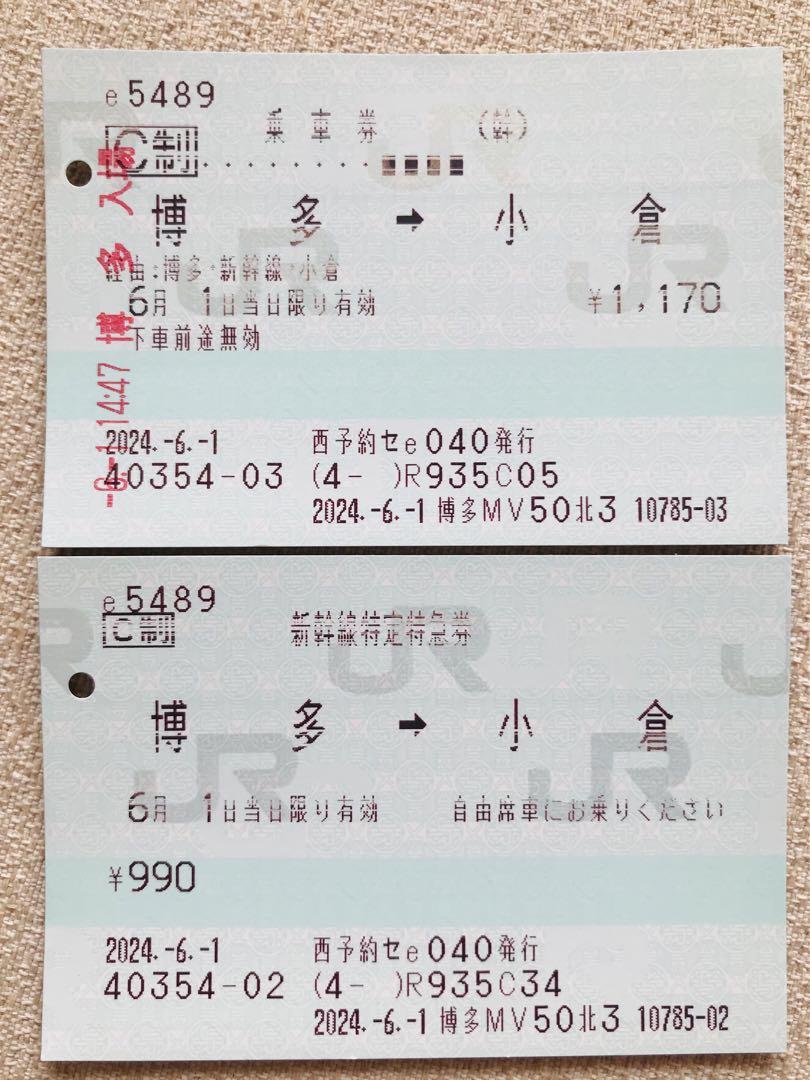 e5489
C制
乗車券 (幹)
博多 → 小倉
経由:博多・新幹線・小倉
6月 1日当日限り有効 ¥1,170
下車前途無効
2024.-6.-1 西予約セe040発行
40354-03 (4- )R935C05
2024.-6.-1 博多MV50北3 10785-03
-6.-1 14:47 博多 入場
e5489
C制 新幹線特定特急券
博多 → 小倉
6月 1日当日限り有効 自由席車にお乗りください
¥990
2024.-6.-1 西予約セe040発行
40354-02 (4- )R935C34
2024.-6.-1 博多MV50北3 10785-02
JR
JR
JR
JR